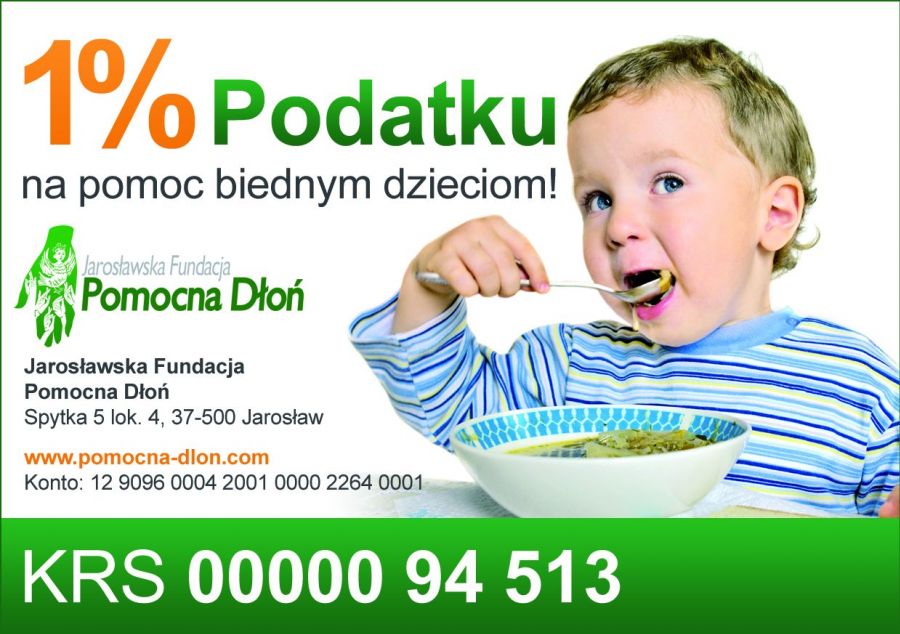 1% Podatku
na pomoc biednym dzieciom!
Jarosławska Fundacja
Pomocna Dłoń
Jarosławska Fundacja
Pomocna Dłoń
Spytka 5 lok. 4, 37-500 Jarosław
www.pomocna-dlon.com
Konto: 12 9096 0004 2001 0000 2264 0001
KRS 00000 94 513